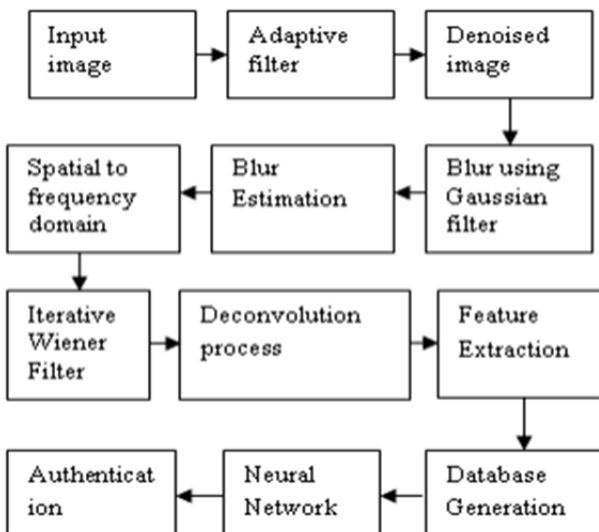 Input
image
Adaptive
filter
Denoised
image
Blur using
Gaussian
filter
Blur
Estimation
Spatial to
frequency
domain
Iterative
Wiener
Filter
Deconvolution
process
Feature
Extraction
Database
Generation
Neural
Network
Authenticat
ion